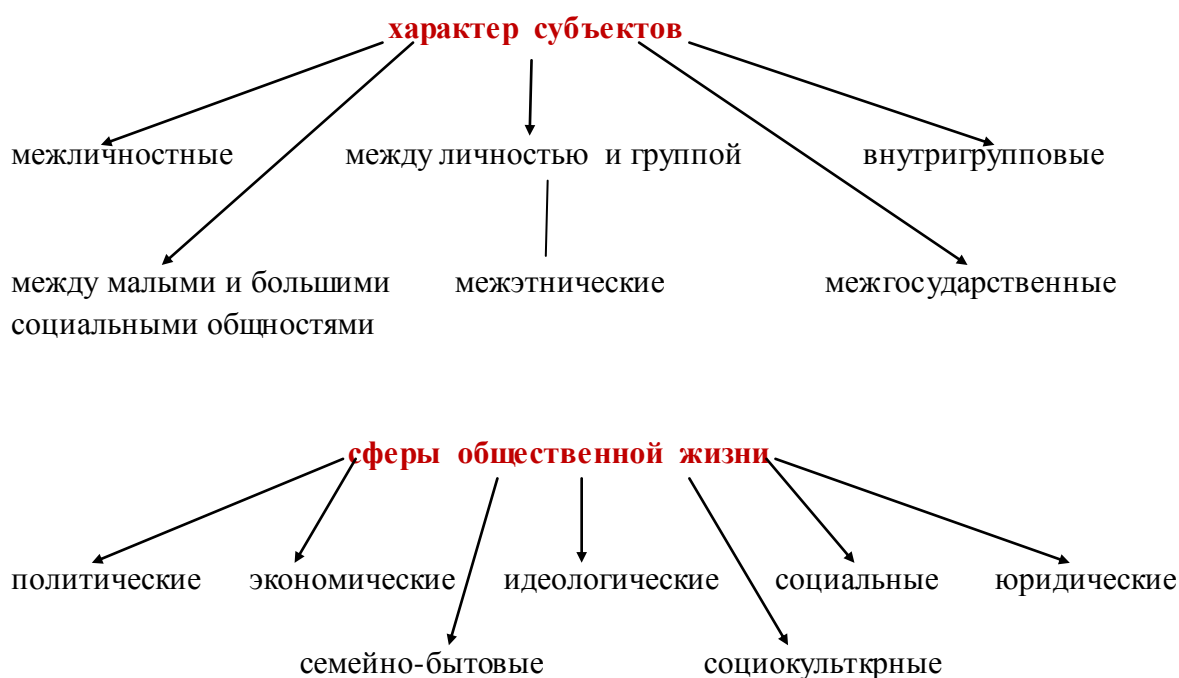 характер субъектов
межличностные между личностью и группой внутригрупповые
между малыми и большими межэтнические межгосударственные
социальными общностями
сферы общественной жизни
политические экономические идеологические социальные юридические
семейно-бытовые социокульткрные